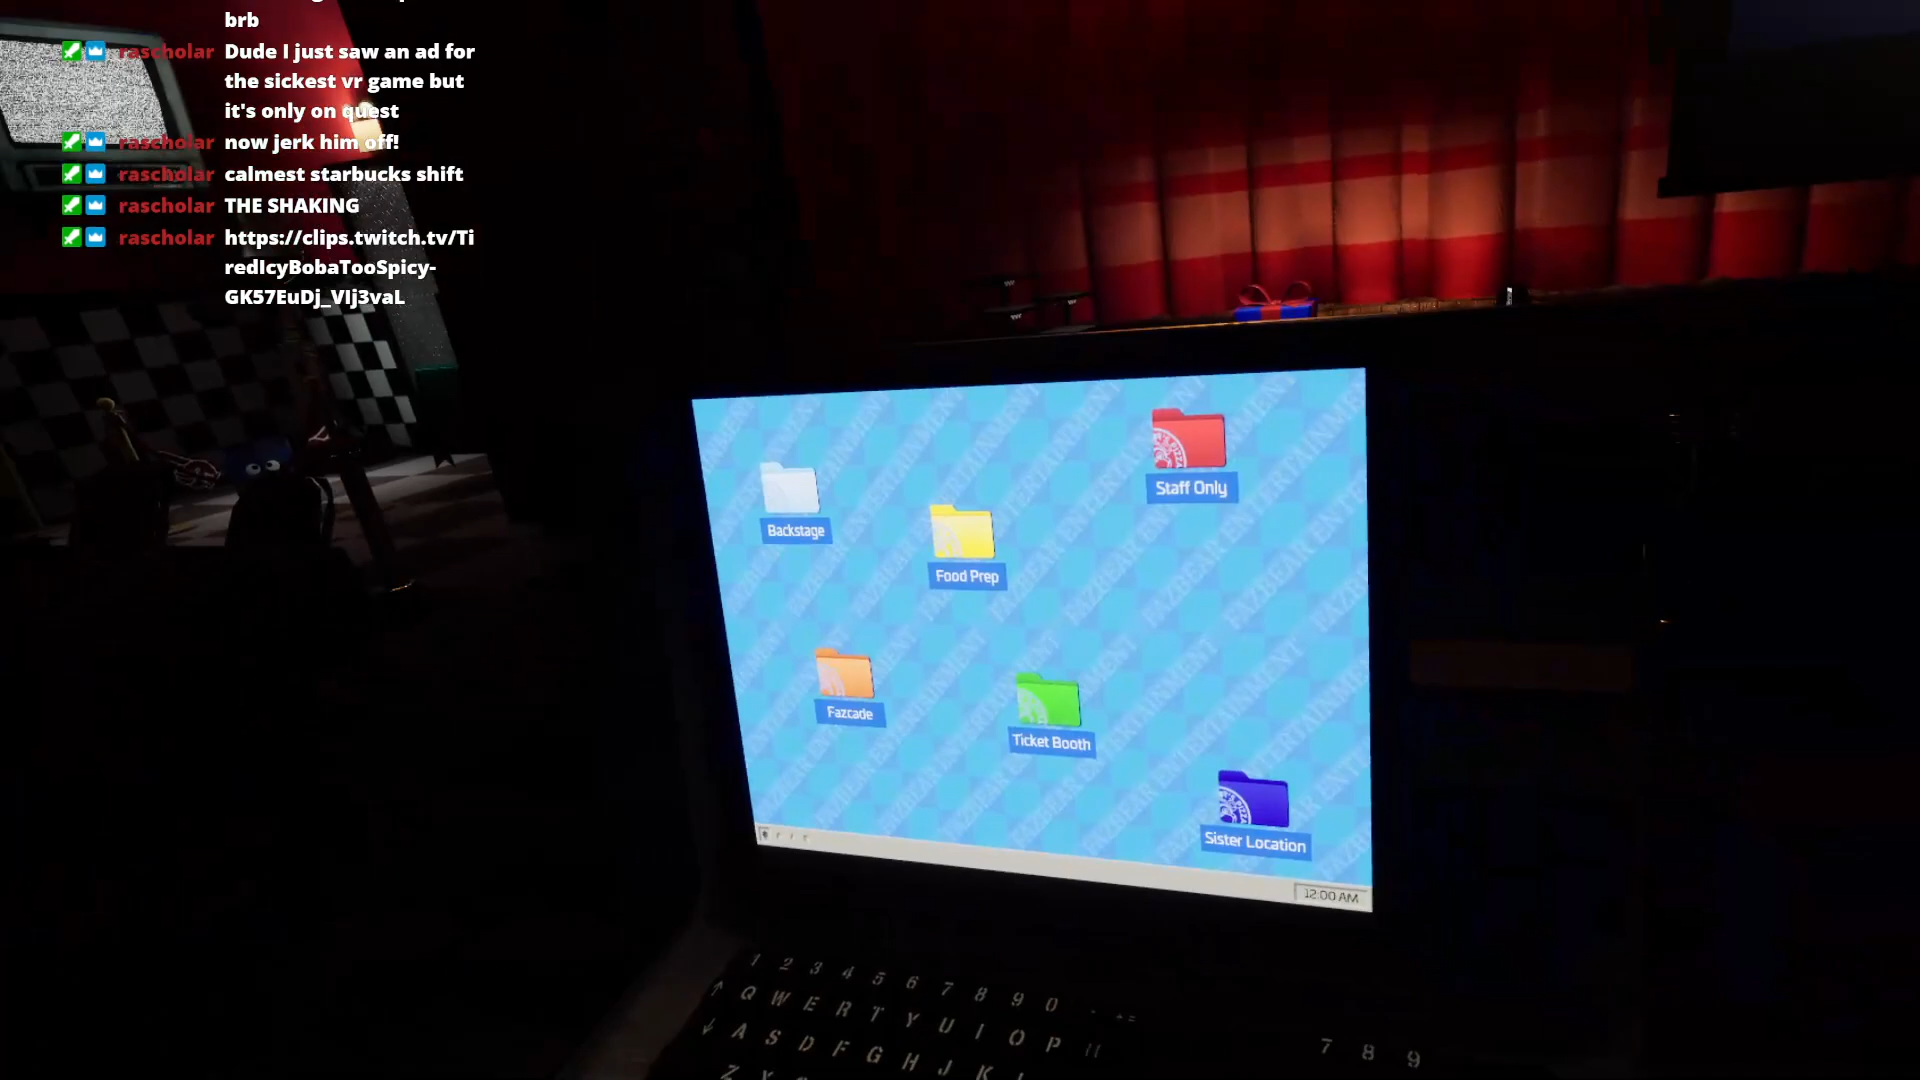 brb
rascholar Dude I just saw an ad for
the sickest vr game but
it's only on quest
rascholar now jerk him off!
rascholar calmest starbucks shift
rascholar THE SHAKING
rascholar https://clips.twitch.tv/Ti
redIcyBobaTooSpicy-
GK57EuDj_VIj3vaL
Staff Only
Backstage
Food Prep
Fazcade
Ticket Booth
Sister Location
12:00 AM
1 2 3 4 5 6 7 8 9 0
Q W E R T Y U I O P
A S D F G H J K
7 8 9